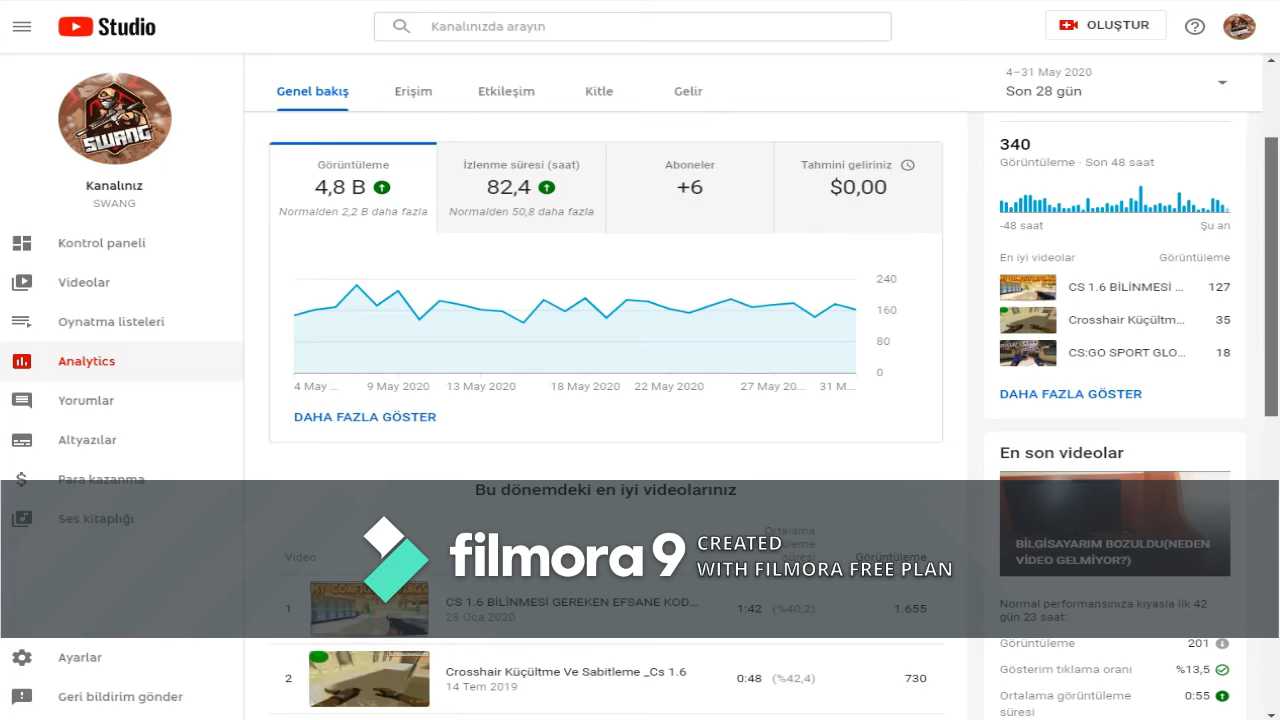 Studio
Kanalınızda arayın
OLUŞTUR
SWANG
Kanalınız
SWANG
Kontrol paneli
Videolar
Oynatma listeleri
Analytics
Yorumlar
Altyazılar
Para kazanma
Ses kitaplığı
Ayarlar
Geri bildirim gönder
Genel bakış
Erişim
Etkileşim
Kitle
Gelir
4–31 May 2020
Son 28 gün
Görüntüleme
4,8 B
Normalden 2,2 B daha fazla
İzlenme süresi (saat)
82,4
Normalden 50,8 daha fazla
Aboneler
+6
Tahmini geliriniz
$0,00
240
160
80
0
4 May ...
9 May 2020
13 May 2020
18 May 2020
22 May 2020
27 May 20...
31 M...
DAHA FAZLA GÖSTER
Bu dönemdeki en iyi videolarınız
Video
Ortalama
süresi
Görüntüleme
1
CS 1.6 BİLİNMESİ GEREKEN EFSANE KOD...
28 Oca 2020
1:42 (%40,2)
1.655
2
Crosshair Küçültme Ve Sabitleme _Cs 1.6
14 Tem 2019
0:48 (%42,4)
730
filmora9
CREATED
WITH FILMORA FREE PLAN
340
Görüntüleme · Son 48 saat
-48 saat
Şu an
En iyi videolar
Görüntüleme
CS 1.6 BİLİNMESİ ...
127
Crosshair Küçültm...
35
CS:GO SPORT GLO...
18
DAHA FAZLA GÖSTER
En son videolar
BİLGİSAYARIM BOZULDU(NEDEN
VİDEO GELMİYOR?)
Normal performansınıza kıyasla ilk 42
gün 23 saat:
Görüntüleme
201
Gösterim tıklama oranı
%13,5
Ortalama görüntüleme
süresi
0:55